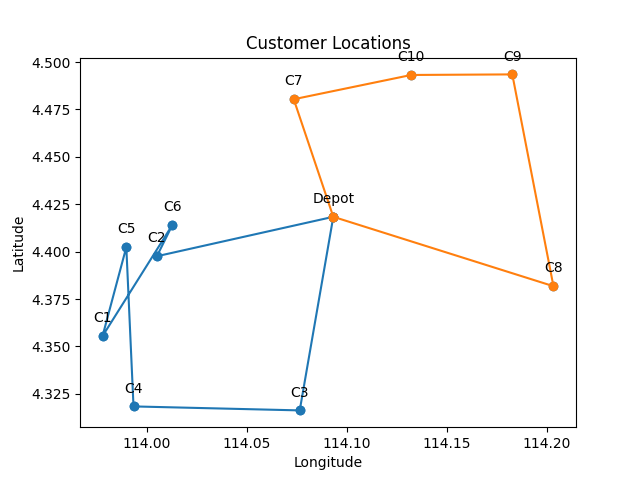 Customer Locations
4.500
4.475
4.450
4.425
4.400
4.375
4.350
4.325
Latitude
C7
C10
C9
Depot
C6
C5
C2
C8
C1
C4
C3
114.00
114.05
114.10
114.15
114.20
Longitude